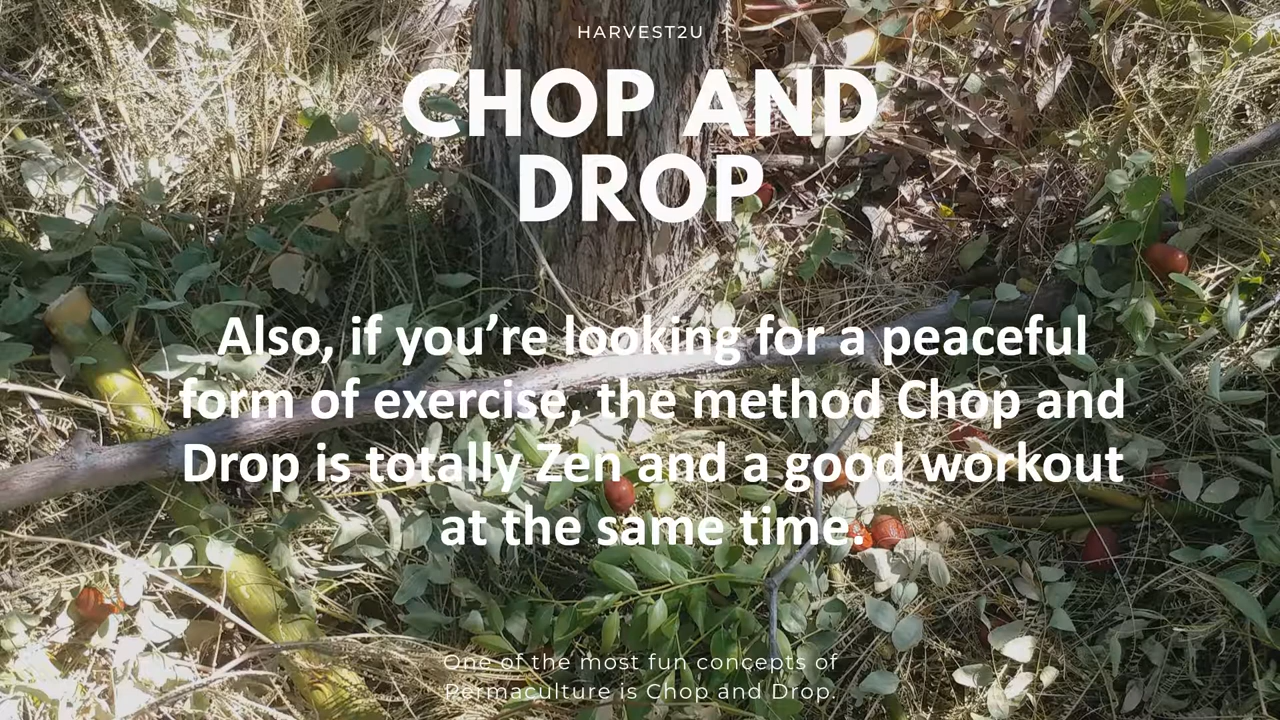 HARVEST2U
CHOP AND
DROP
Also, if you’re looking for a peaceful
form of exercise, the method Chop and
Drop is totally Zen and a good workout
at the same time.
One of the most fun concepts of
Permaculture is Chop and Drop.